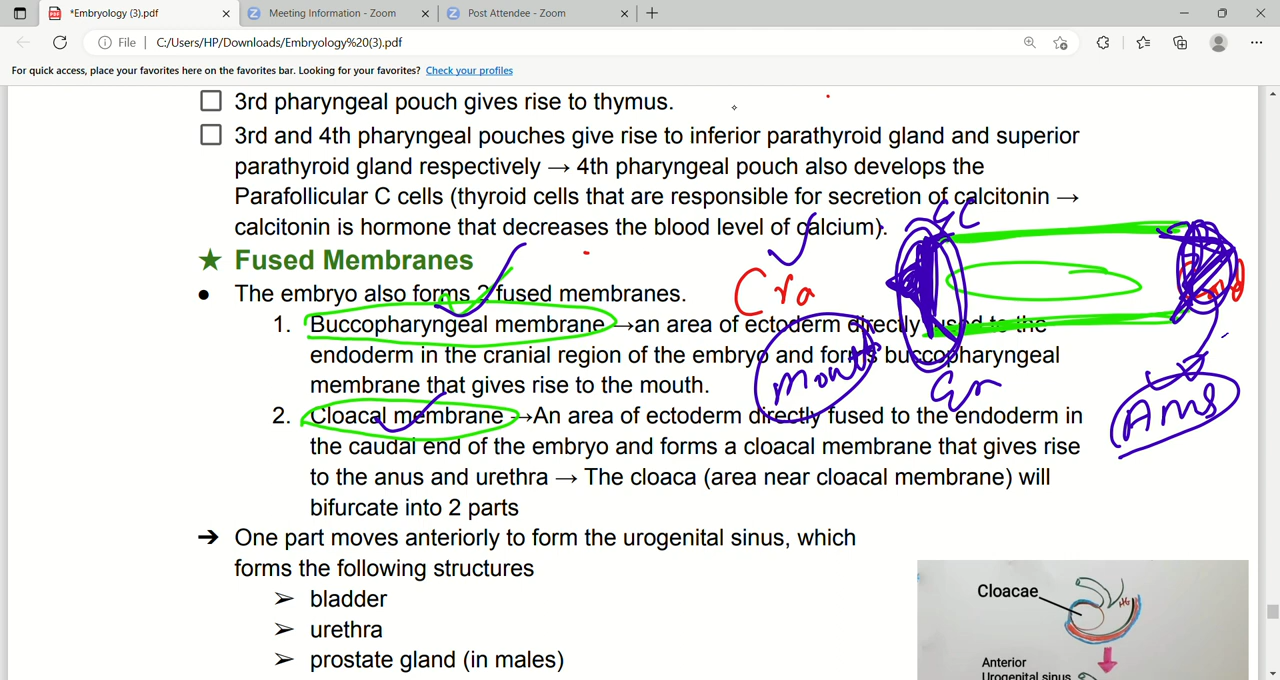 *Embryology (3).pdf
Meeting Information - Zoom
Post Attendee - Zoom
File
C:/Users/HP/Downloads/Embryology%20(3).pdf
For quick access, place your favorites here on the favorites bar. Looking for your favorites? Check your profiles
3rd pharyngeal pouch gives rise to thymus.
3rd and 4th pharyngeal pouches give rise to inferior parathyroid gland and superior
parathyroid gland respectively → 4th pharyngeal pouch also develops the
Parafollicular C cells (thyroid cells that are responsible for secretion of calcitonin →
calcitonin is hormone that decreases the blood level of calcium).
★ Fused Membranes
● The embryo also forms 2 fused membranes.
1. Buccopharyngeal membrane →an area of ectoderm directly fused to the
endoderm in the cranial region of the embryo and forms buccopharyngeal
membrane that gives rise to the mouth.
2. Cloacal membrane →An area of ectoderm directly fused to the endoderm in
the caudal end of the embryo and forms a cloacal membrane that gives rise
to the anus and urethra → The cloaca (area near cloacal membrane) will
bifurcate into 2 parts
Cra
mouth
➔ One part moves anteriorly to form the urogenital sinus, which
forms the following structures
➢ bladder
➢ urethra
➢ prostate gland (in males)
Cloacae
Anterior
Urogenital sinus